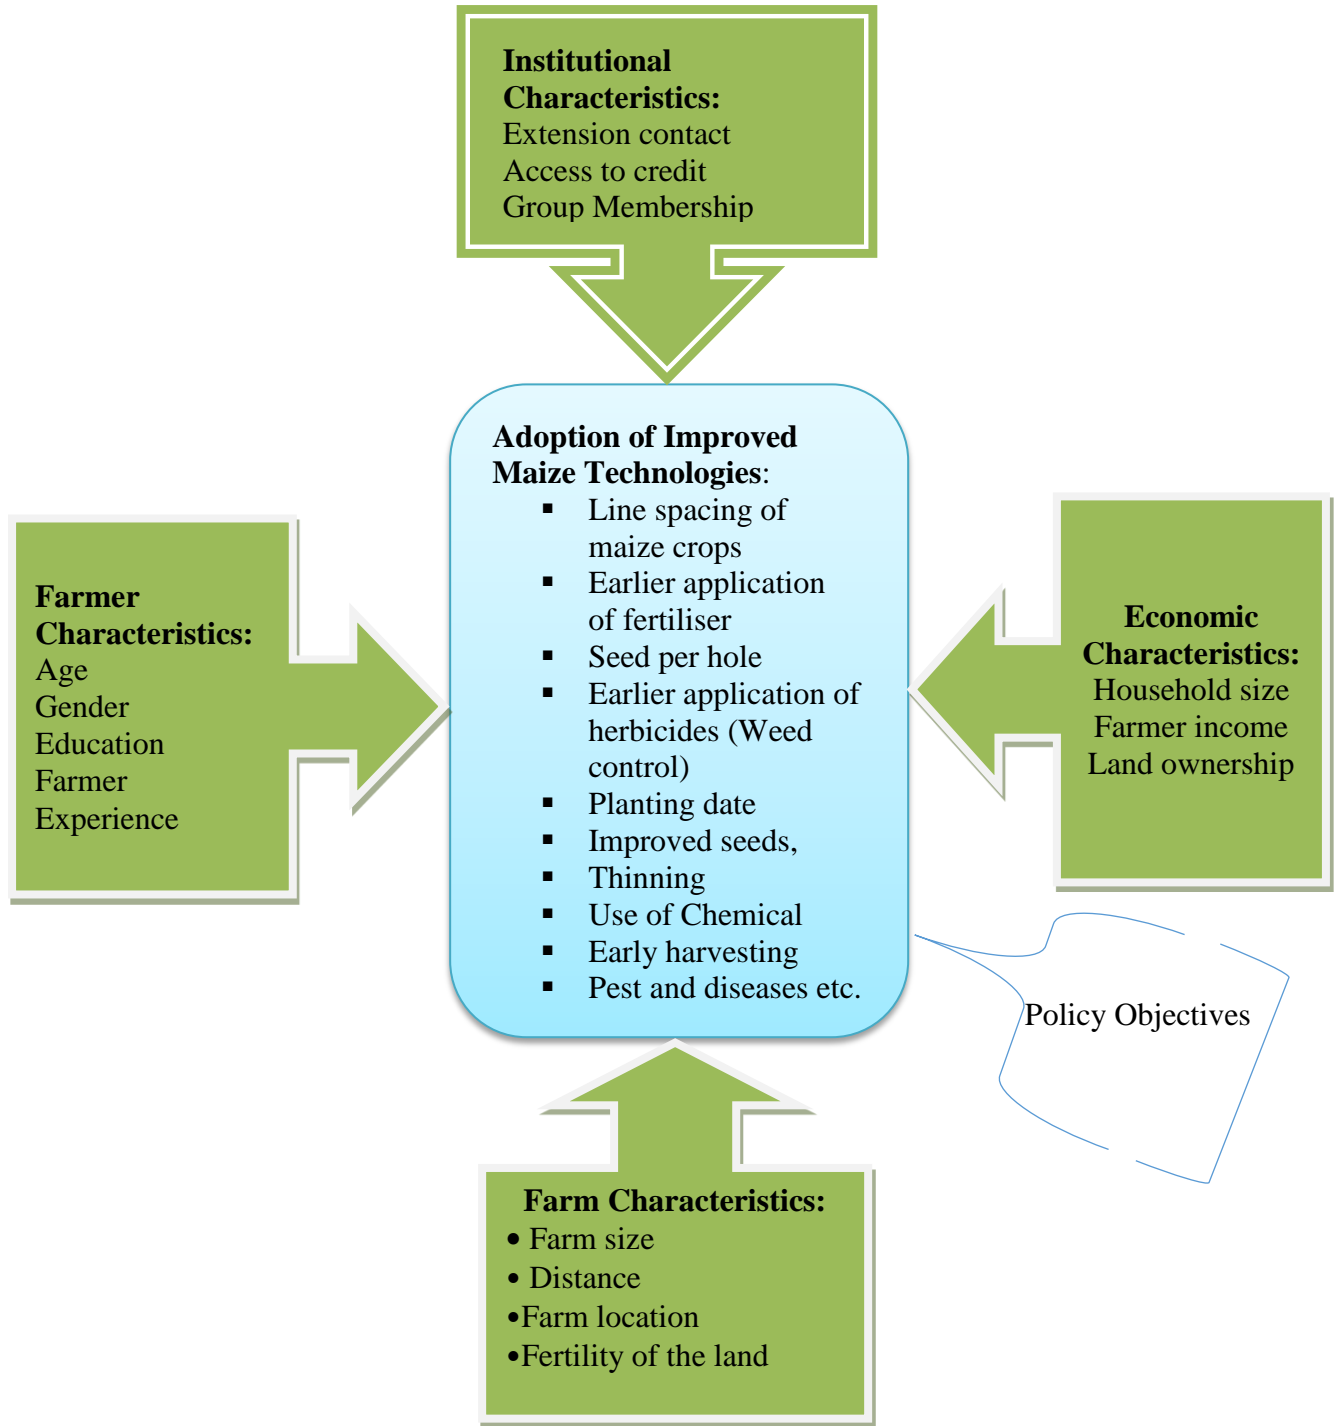 Institutional
Characteristics:
Extension contact
Access to credit
Group Membership
Adoption of Improved
Maize Technologies:
▪ Line spacing of
maize crops
▪ Earlier application
of fertiliser
▪ Seed per hole
▪ Earlier application of
herbicides (Weed
control)
▪ Planting date
▪ Improved seeds,
▪ Thinning
▪ Use of Chemical
▪ Early harvesting
▪ Pest and diseases etc.
Farmer
Characteristics:
Age
Gender
Education
Farmer
Experience
Economic
Characteristics:
Household size
Farmer income
Land ownership
Policy Objectives
Farm Characteristics:
• Farm size
• Distance
•Farm location
•Fertility of the land